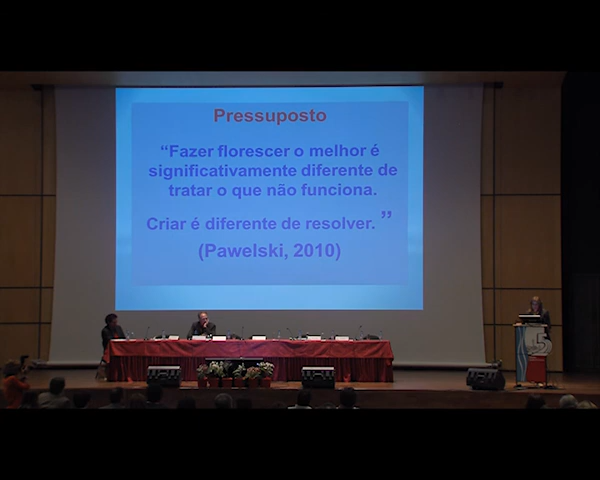 Pressuposto
“Fazer florescer o melhor é
significativamente diferente de
tratar o que não funciona.
Criar é diferente de resolver. ”
(Pawelski, 2010)